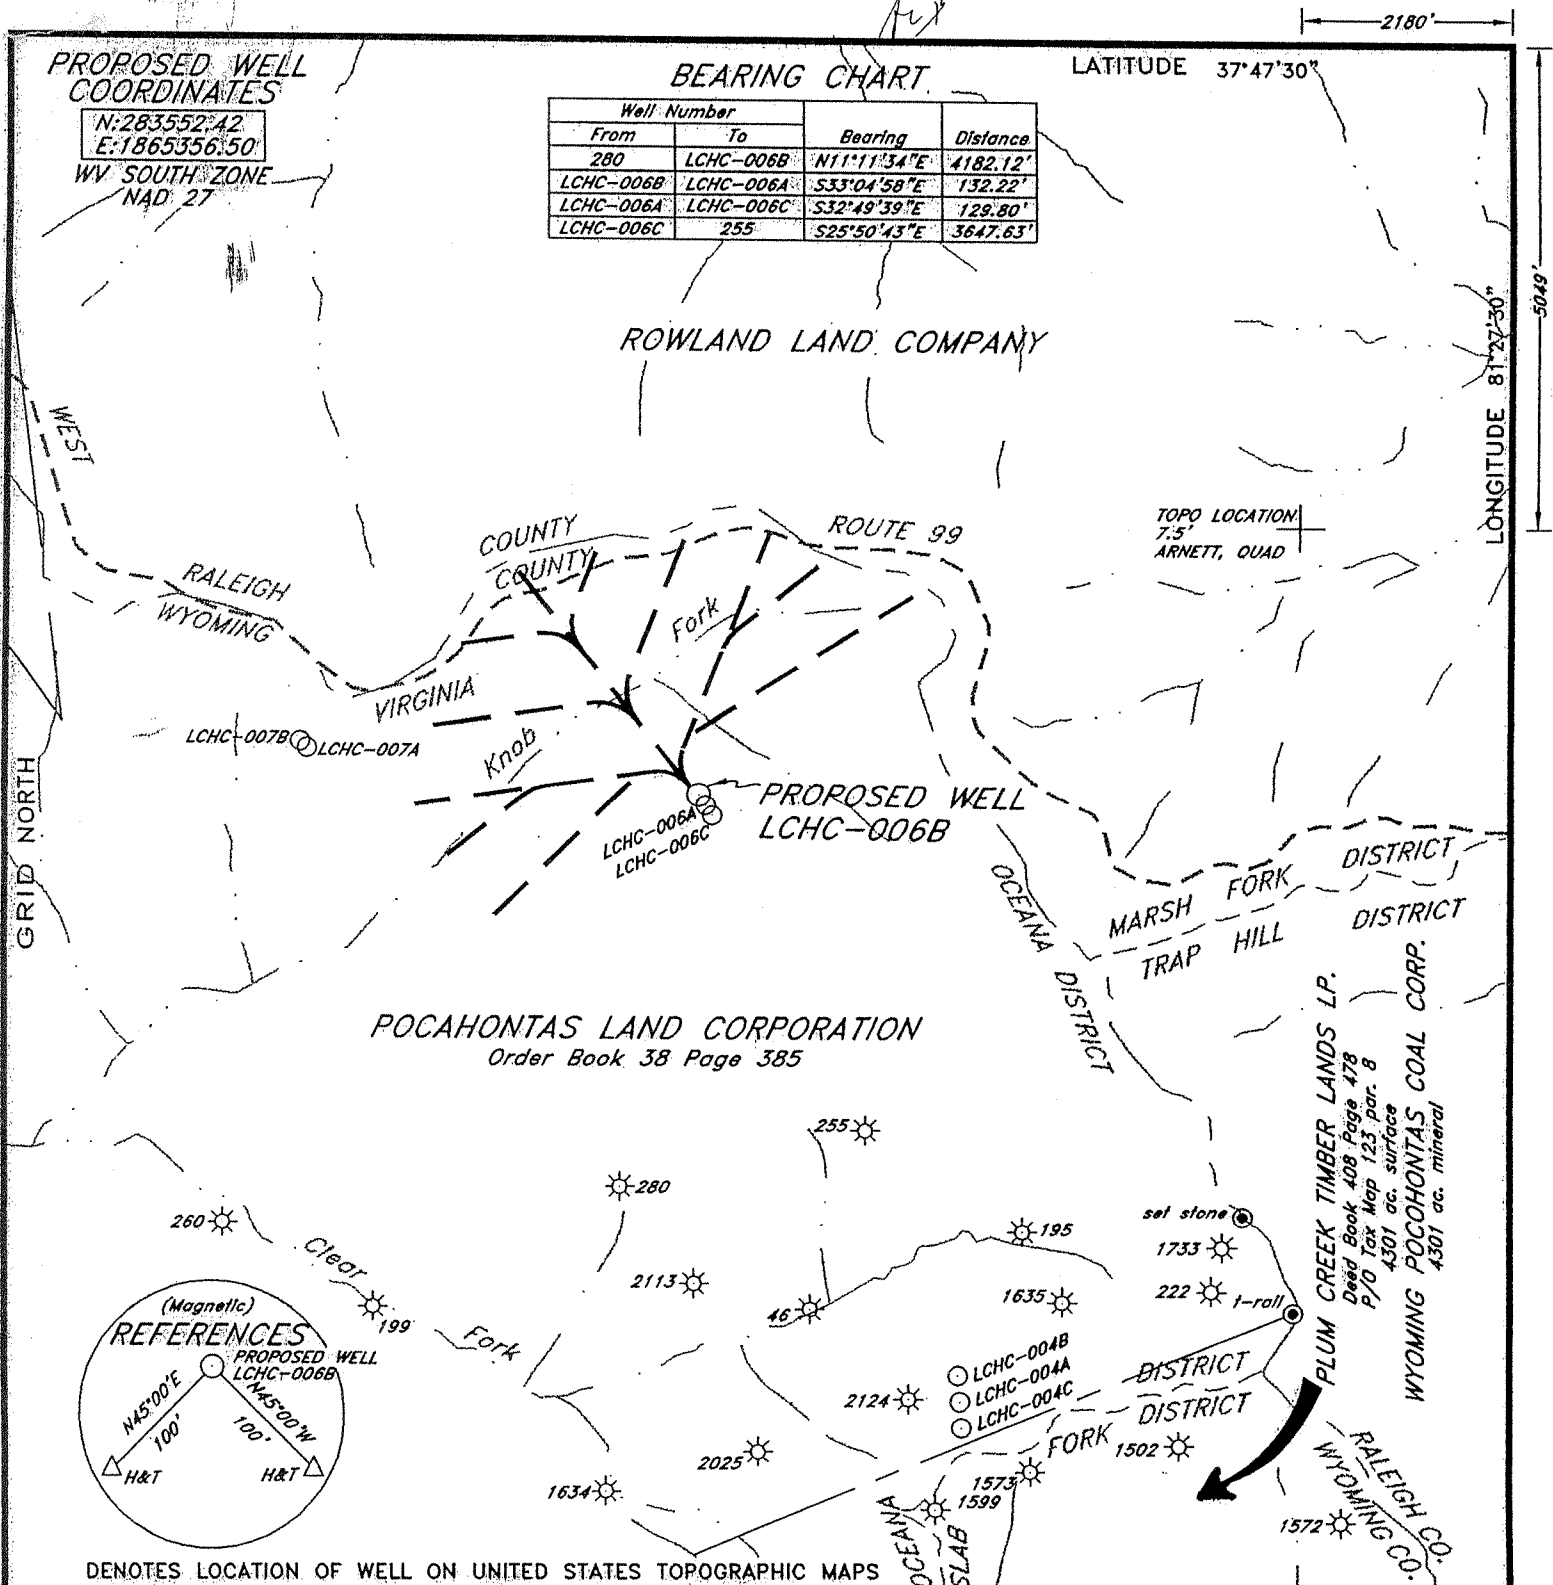 2180'
PROPOSED WELL
COORDINATES
N:283552.42
E:1865356.50
WV SOUTH ZONE
NAD 27
BEARING CHART
Well Number
From To Bearing Distance
280 LCHC-006B N11°11'34"E 4182.12'
LCHC-006B LCHC-006A S33°04'58"E 132.22'
LCHC-006A LCHC-006C S32°49'39"E 129.80'
LCHC-006C 255 S25°50'43"E 3647.63'
LATITUDE 37°47'30"
5049'
LONGITUDE 81°27'30"
ROWLAND LAND COMPANY
WEST
COUNTY
COUNTY
ROUTE 99
TOPO LOCATION
7.5'
ARNETT, QUAD
RALEIGH
WYOMING
Fork
VIRGINIA
LCHC-007B
LCHC-007A
Knob
GRID NORTH
PROPOSED WELL
LCHC-006B
LCHC-006A
LCHC-006C
OCEANA DISTRICT
MARSH FORK DISTRICT
TRAP HILL DISTRICT
POCAHONTAS LAND CORPORATION
Order Book 38 Page 385
PLUM CREEK TIMBER LANDS LP.
Deed Book 408 Page 478
P/O Tax Map 123 par. 8
4301 ac. surface
WYOMING POCOHONTAS COAL CORP.
4301 ac. mineral
255
280
260
set stone
195
1733
Clear
2113
46
1635
222
t-rail
199
Fork
(Magnetic)
REFERENCES
PROPOSED WELL
LCHC-006B
N45°00'E
100'
N45°00'W
100'
H&T
H&T
LCHC-004B
LCHC-004A
LCHC-004C
2124
DISTRICT
DISTRICT
FORK
1502
2025
1634
1573
1599
OCEANA
SLAB
1572
RALEIGH CO.
WYOMING CO.
DENOTES LOCATION OF WELL ON UNITED STATES TOPOGRAPHIC MAPS